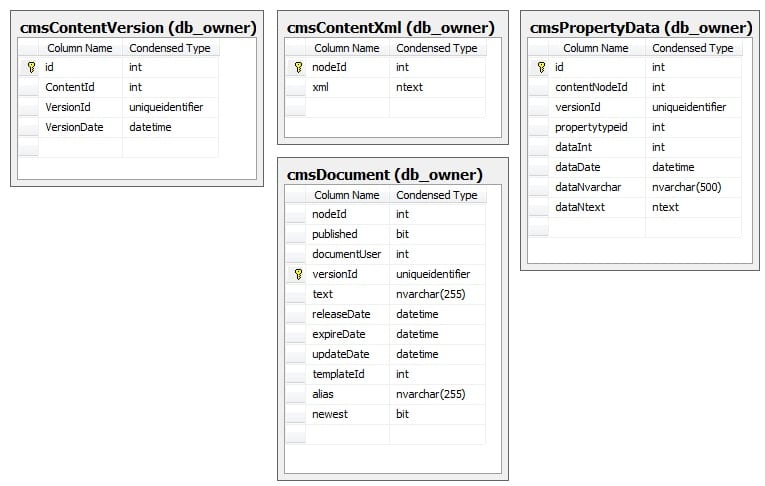 cmsContentVersion (db_owner)
Column Name Condensed Type
id int
ContentId int
VersionId uniqueidentifier
VersionDate datetime
cmsContentXml (db_owner)
Column Name Condensed Type
nodeId int
xml ntext
cmsDocument (db_owner)
Column Name Condensed Type
nodeId int
published bit
documentUser int
versionId uniqueidentifier
text nvarchar(255)
releaseDate datetime
expireDate datetime
updateDate datetime
templateId int
alias nvarchar(255)
newest bit
cmsPropertyData (db_owner)
Column Name Condensed Type
id int
contentNodeId int
versionId uniqueidentifier
propertytypeid int
dataInt int
dataDate datetime
dataNvarchar nvarchar(500)
dataNtext ntext